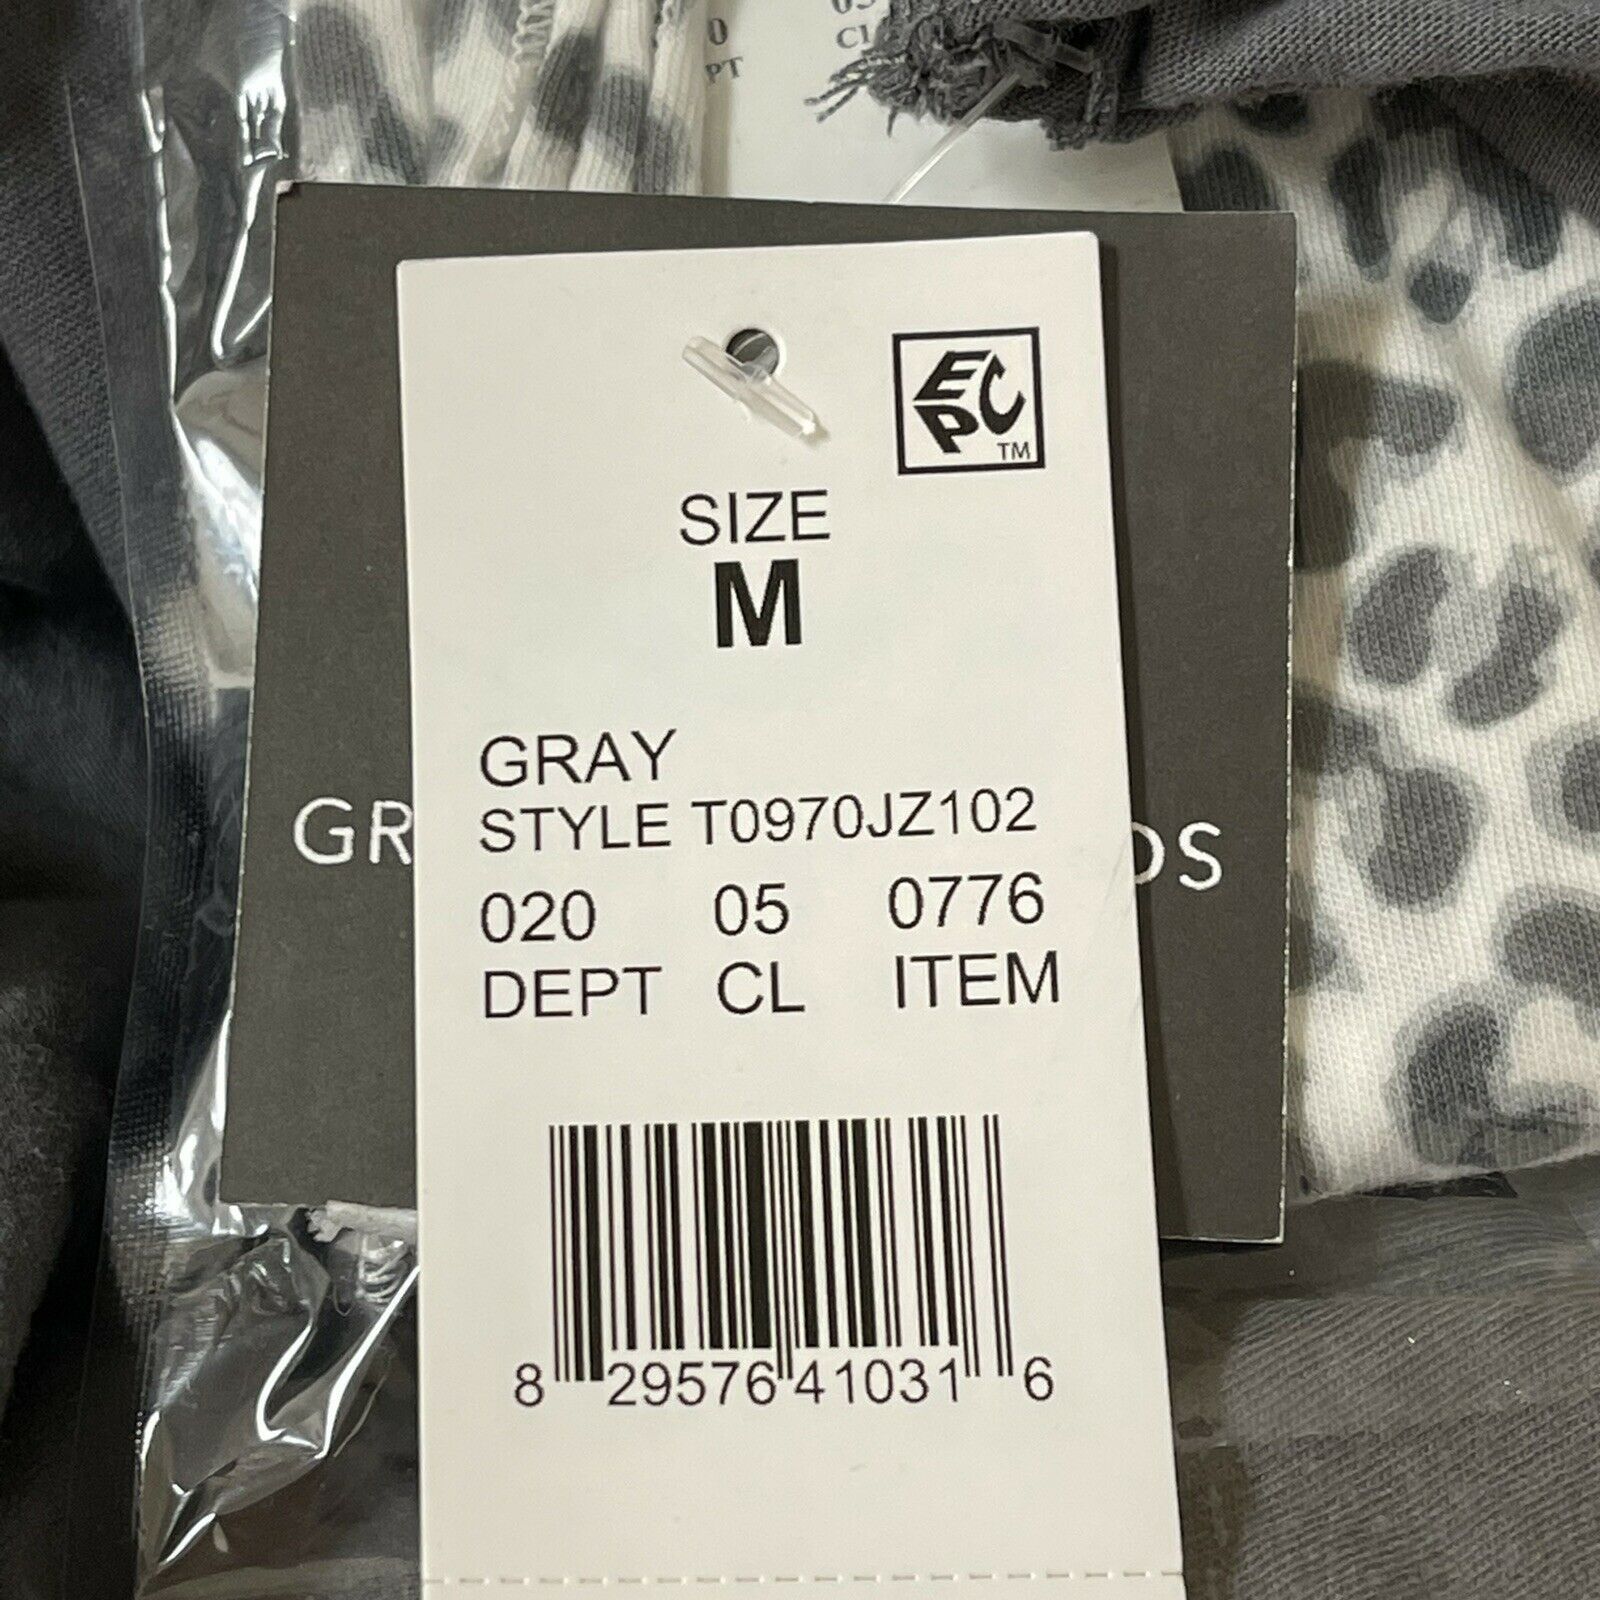 EPC
TM
SIZE
M
GRAY
STYLE T0970JZ102
020 05 0776
DEPT CL ITEM
8 29576 41031 6